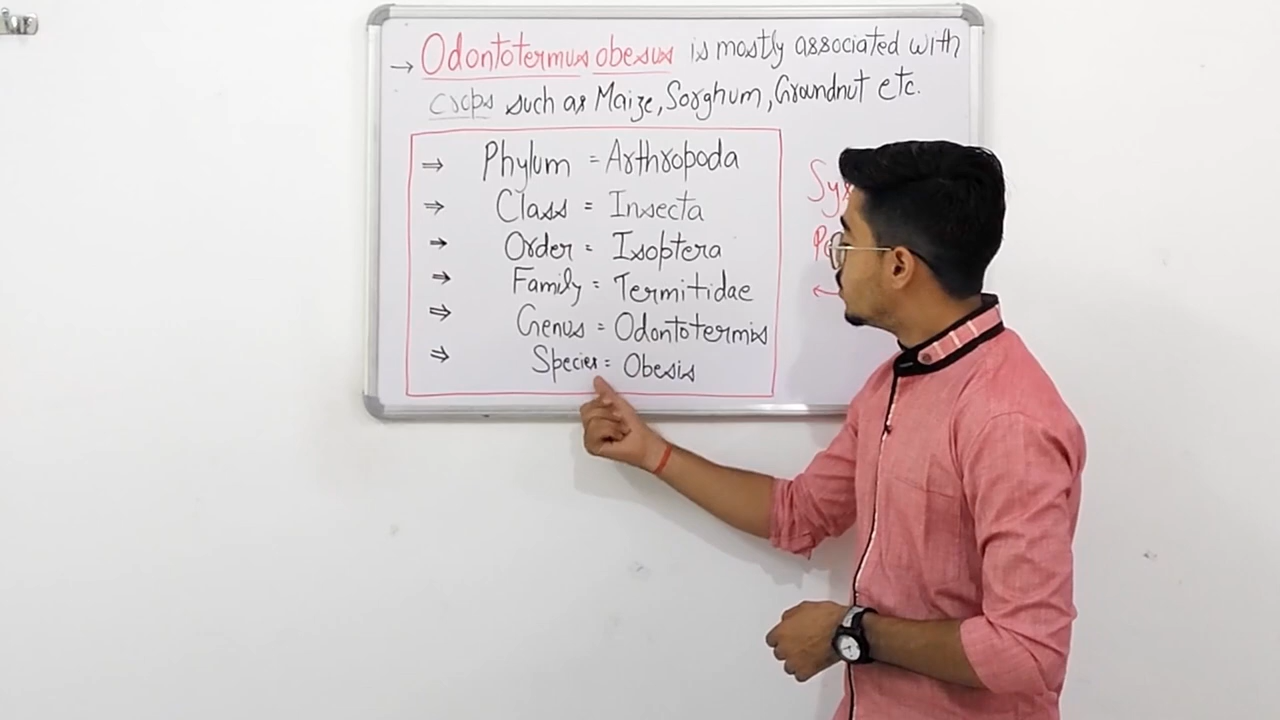 → Odontotermus obesus is mostly associated with
crops such as Maize, Sorghum, Groundnut etc.
⇒ Phylum = Arthropoda
⇒ Class = Insecta
→ Order = Isoptera
⇒ Family = Termitidae
⇒ Genus = Odontotermis
⇒ Species = Obesis